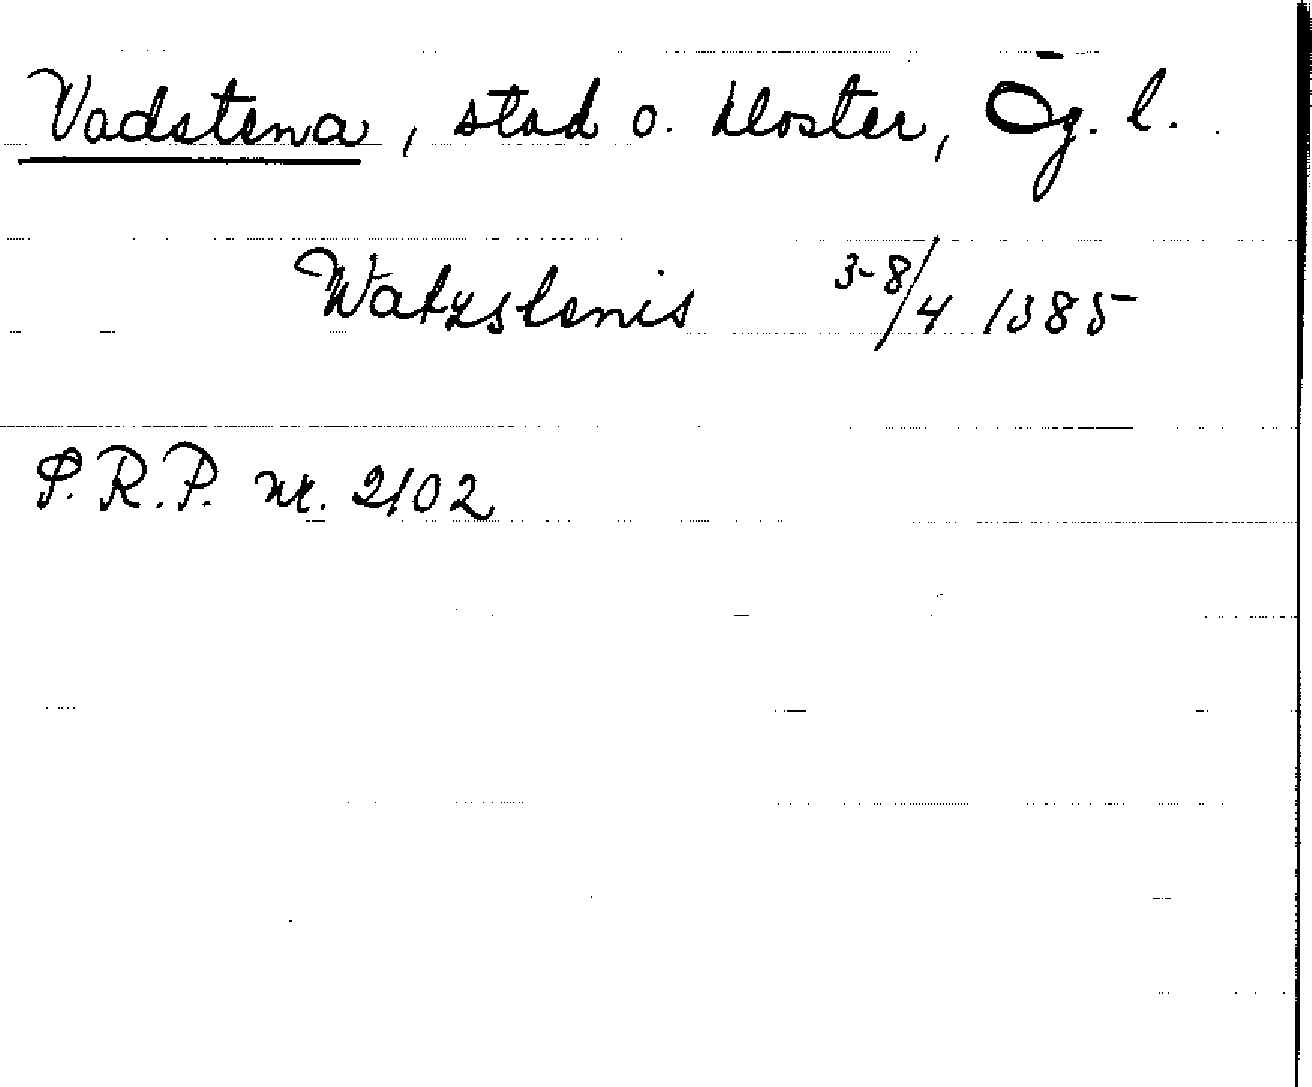 Vadstena, stad o. kloster, Ög. l.
Watzstenis 3-8/4 1385
P.R.P. nr. 2102